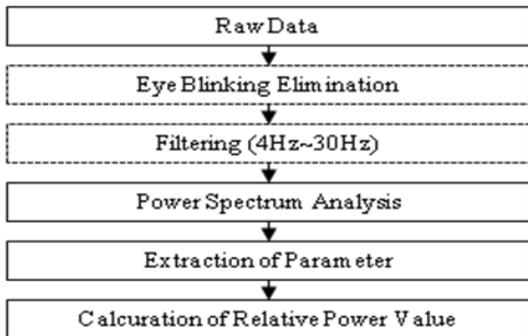 Raw Data
Eye Blinking Elimination
Filtering (4Hz~30Hz)
Power Spectrum Analysis
Extraction of Parameter
Calcuration of Relative Power Value